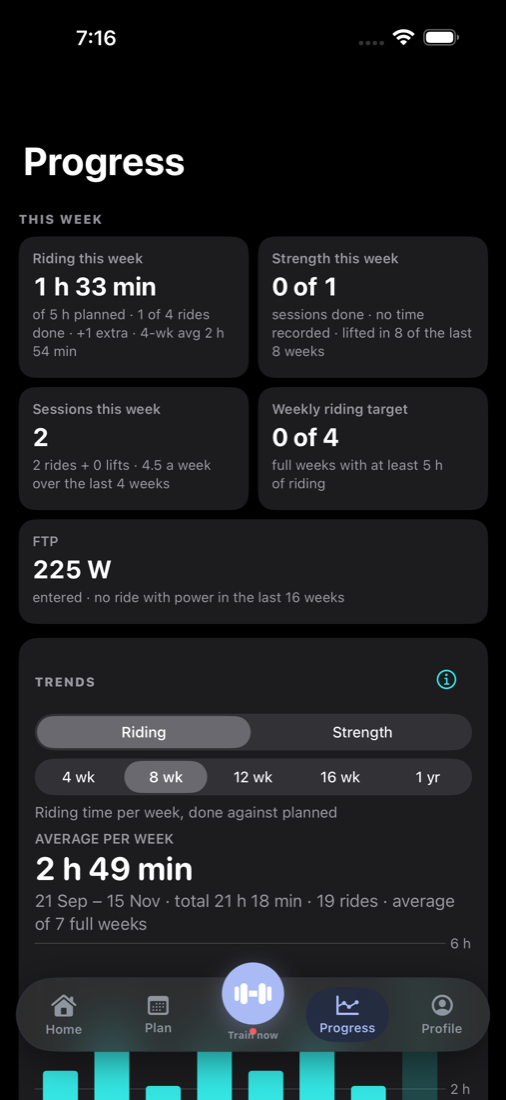 7:16
Progress
THIS WEEK
Riding this week
1 h 33 min
of 5 h planned · 1 of 4 rides
done · +1 extra · 4-wk avg 2 h
54 min
Strength this week
0 of 1
sessions done · no time
recorded · lifted in 8 of the last
8 weeks
Sessions this week
2
2 rides + 0 lifts · 4.5 a week
over the last 4 weeks
Weekly riding target
0 of 4
full weeks with at least 5 h
of riding
FTP
225 W
entered · no ride with power in the last 16 weeks
TRENDS
Riding
Strength
4 wk
8 wk
12 wk
16 wk
1 yr
Riding time per week, done against planned
AVERAGE PER WEEK
2 h 49 min
21 Sep – 15 Nov · total 21 h 18 min · 19 rides · average
of 7 full weeks
6 h
Home
Plan
Train now
Progress
Profile
2 h